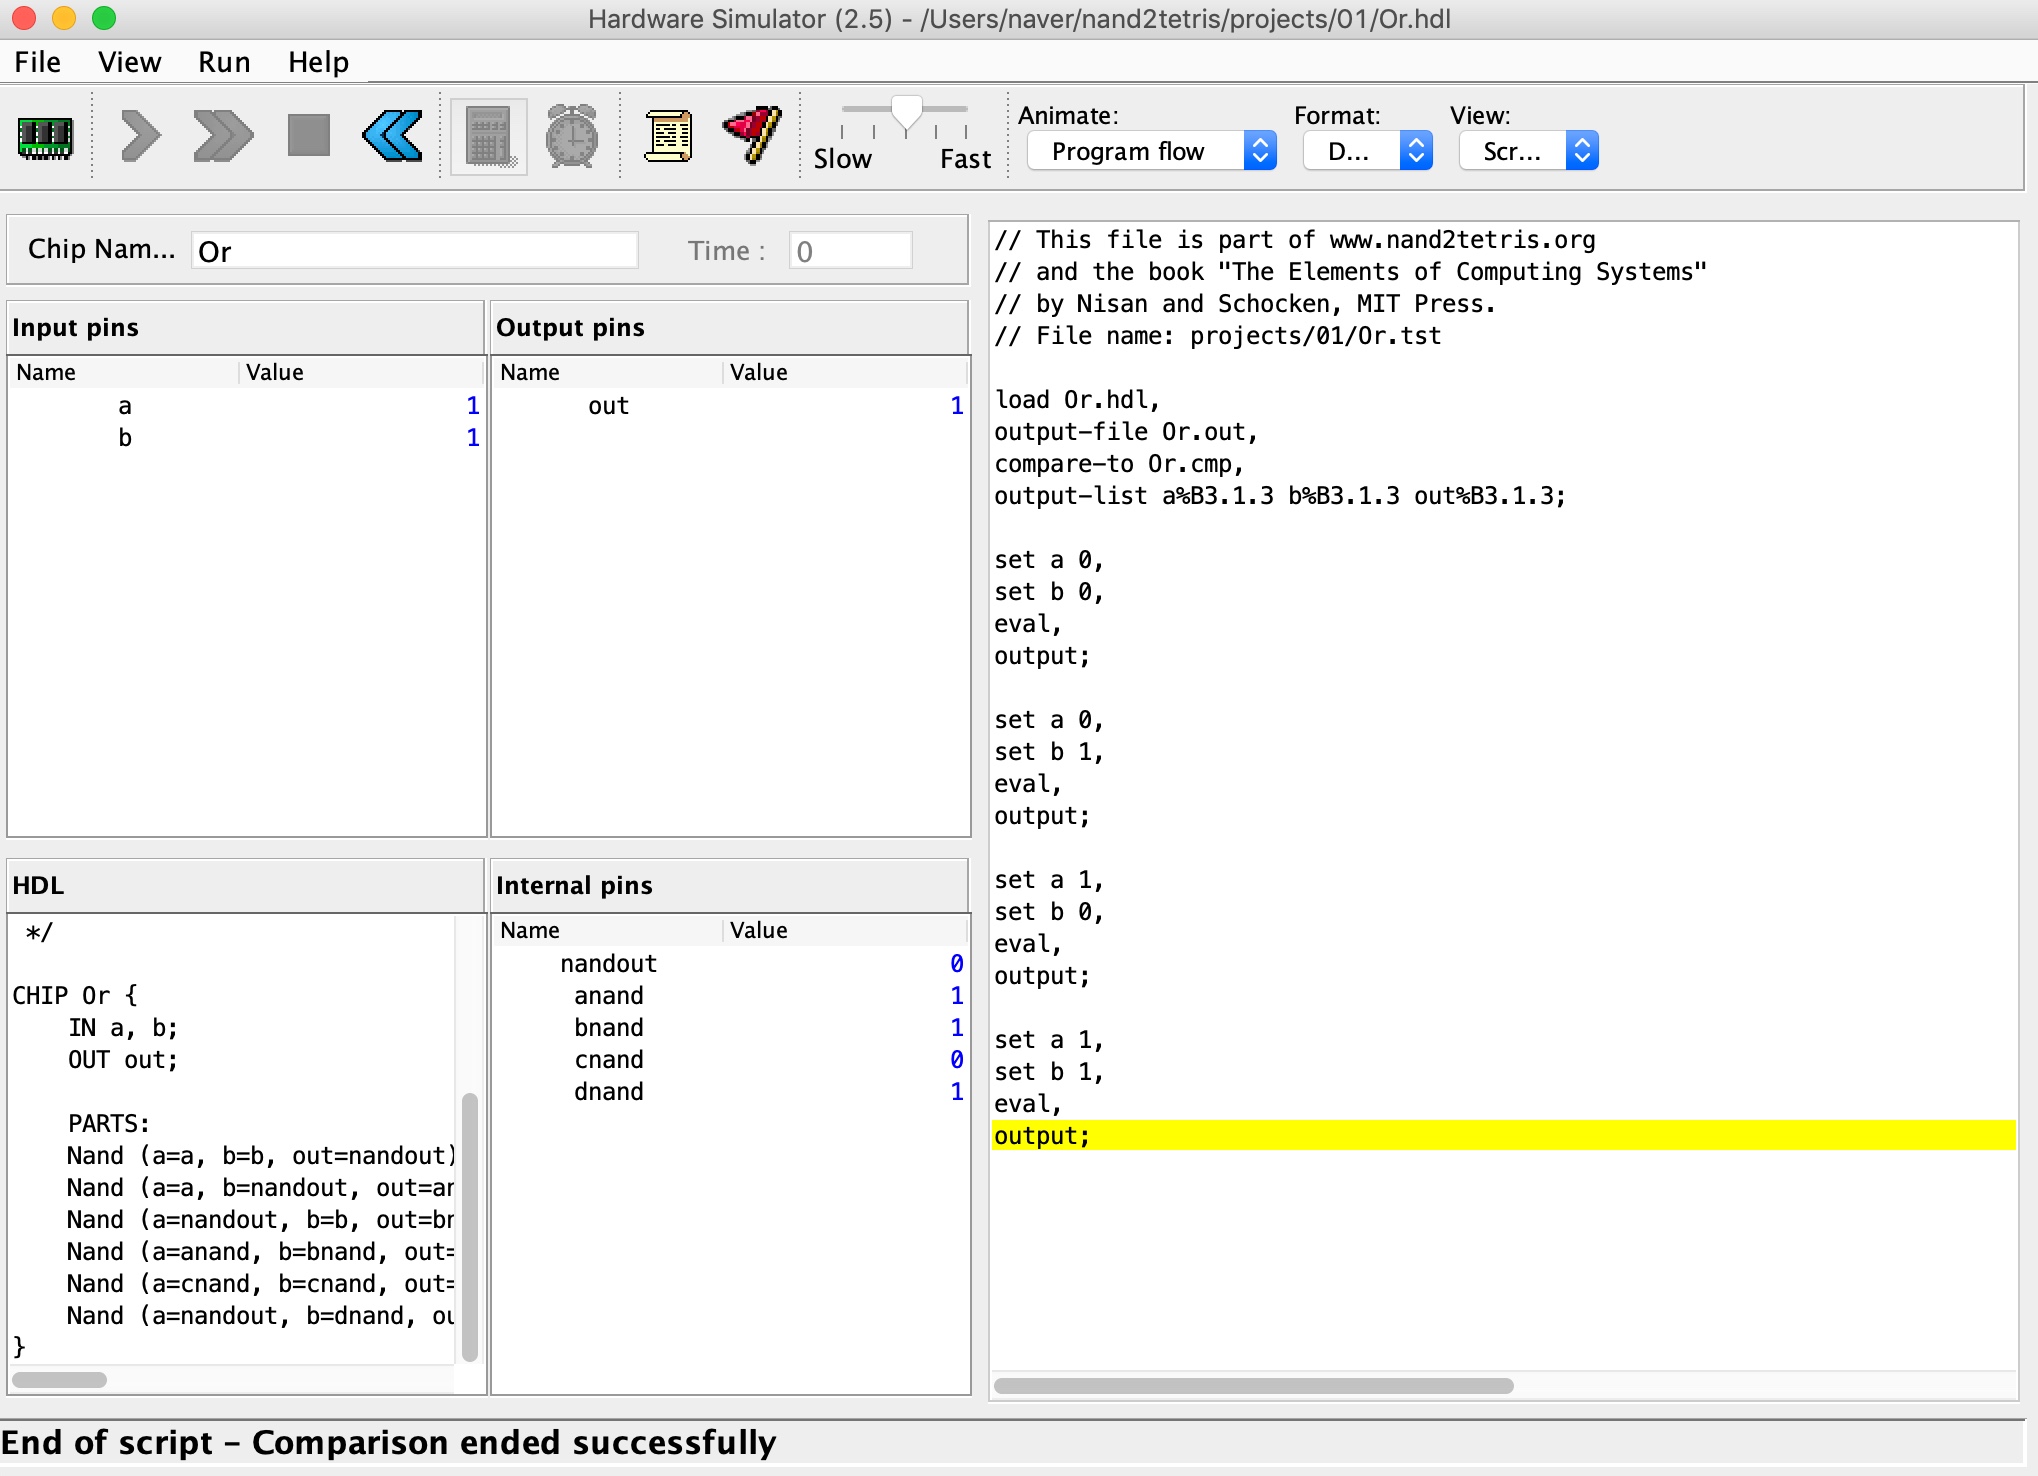 Hardware Simulator (2.5) - /Users/naver/nand2tetris/projects/01/Or.hdl
File View Run Help
Slow Fast
Animate: Format: View:
Program flow D... Scr...
Chip Nam... Or Time : 0
Input pins
Name Value
a 1
b 1
Output pins
Name Value
out 1
HDL
*/
CHIP Or {
IN a, b;
OUT out;
PARTS:
Nand (a=a, b=b, out=nandout)
Nand (a=a, b=nandout, out=an
Nand (a=nandout, b=b, out=bn
Nand (a=anand, b=bnand, out=
Nand (a=cnand, b=cnand, out=
Nand (a=nandout, b=dnand, ou
}
Internal pins
Name Value
nandout 0
anand 1
bnand 1
cnand 0
dnand 1
// This file is part of www.nand2tetris.org
// and the book "The Elements of Computing Systems"
// by Nisan and Schocken, MIT Press.
// File name: projects/01/Or.tst
load Or.hdl,
output-file Or.out,
compare-to Or.cmp,
output-list a%B3.1.3 b%B3.1.3 out%B3.1.3;
set a 0,
set b 0,
eval,
output;
set a 0,
set b 1,
eval,
output;
set a 1,
set b 0,
eval,
output;
set a 1,
set b 1,
eval,
output;
End of script - Comparison ended successfully